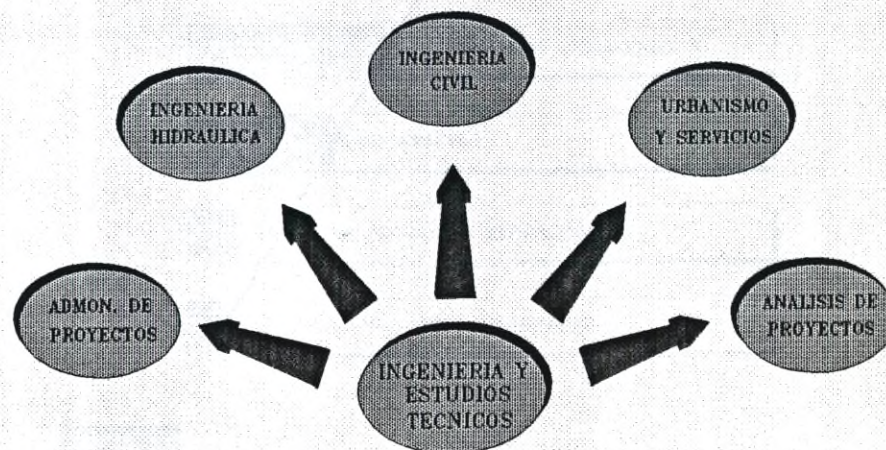 INGENIERIA
CIVIL
INGENIERIA
HIDRAULICA
URBANISMO
Y SERVICIOS
ADMON. DE
PROYECTOS
ANALISIS DE
PROYECTOS
INGENIERIA Y
ESTUDIOS
TECNICOS